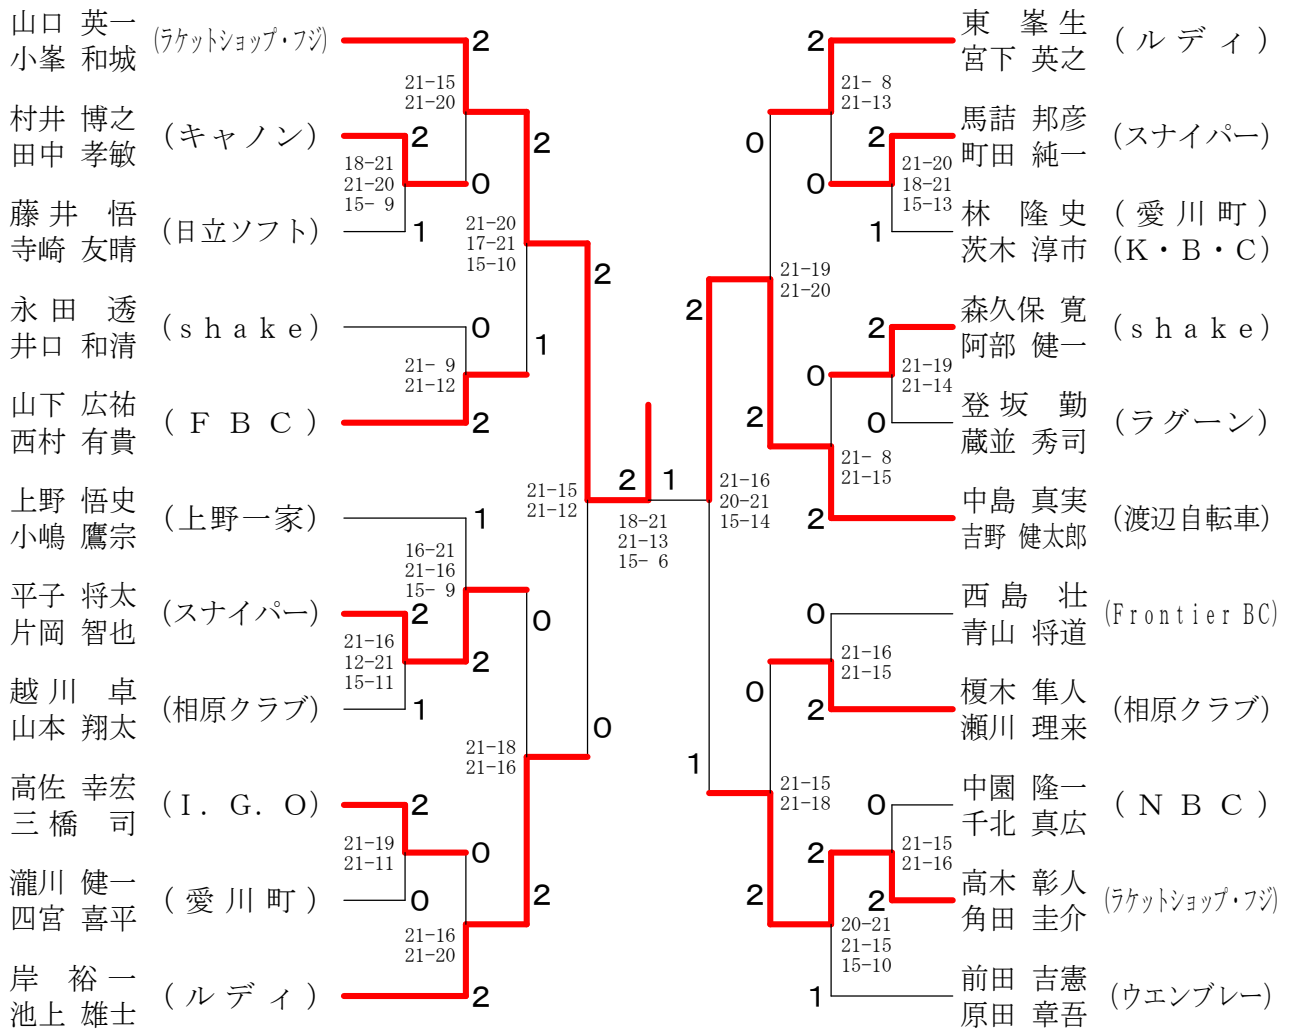 山口 英一
小峯 和城
(ラケットショップ・フジ)
2
21-15
21-20
村井 博之
田中 孝敏
(キャノン)
2
18-21
21-20
15- 9
0
2
藤井 悟
寺崎 友晴
(日立ソフト)
1
21-20
17-21
15-10
2
永田 透
井口 和清
(shake)
0
21- 9
21-12
1
山下 広祐
西村 有貴
(FBC)
2
上野 悟史
小嶋 鷹宗
(上野一家)
1
16-21
21-16
15- 9
21-15
21-12
平子 将太
片岡 智也
(スナイパー)
2
21-16
12-21
15-11
2
0
越川 卓
山本 翔太
(相原クラブ)
1
21-18
21-16
0
高佐 幸宏
三橋 司
(I.G.O)
2
21-19
21-11
0
瀧川 健一
四宮 喜平
(愛川町)
0
21-16
21-20
2
岸 裕一
池上 雄士
(ルディ)
2
2
1
18-21
21-13
15- 6
2
東 峯生
宮下 英之
(ルディ)
21- 8
21-13
0
2
馬詰 邦彦
町田 純一
(スナイパー)
21-20
18-21
15-13
0
1
林 隆史
茨木 淳市
(愛川町)
(K・B・C)
21-19
21-20
2
2
森久保 寛
阿部 健一
(shake)
21-19
21-14
0
0
登坂 勤
蔵並 秀司
(ラグーン)
2
21- 8
21-15
2
中島 真実
吉野 健太郎
(渡辺自転車)
21-16
20-21
15-14
0
西島 壮
青山 将道
(Frontier BC)
21-16
21-15
0
2
榎木 隼人
瀬川 理来
(相原クラブ)
1
21-15
21-18
0
中園 隆一
千北 真広
(NBC)
21-15
21-16
2
2
高木 彰人
角田 圭介
(ラケットショップ・フジ)
2
20-21
21-15
15-10
1
前田 吉憲
原田 章吾
(ウエンブレー)